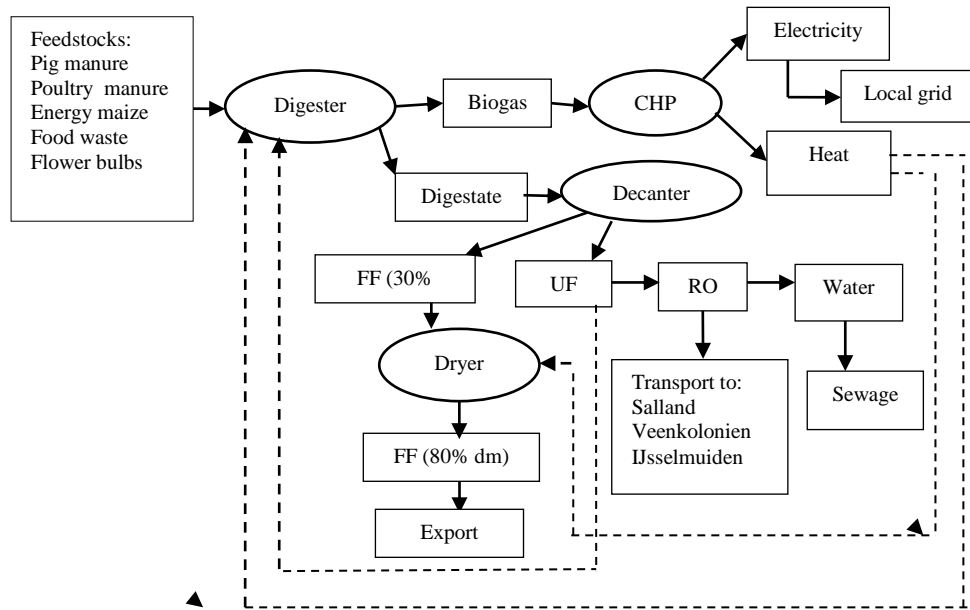 Feedstocks:
Pig manure
Poultry manure
Energy maize
Food waste
Flower bulbs
Digester
Biogas
CHP
Electricity
Local grid
Heat
Digestate
Decanter
FF (30%
UF
RO
Water
Dryer
Transport to:
Salland
Veenkolonien
IJsselmuiden
Sewage
FF (80% dm)
Export